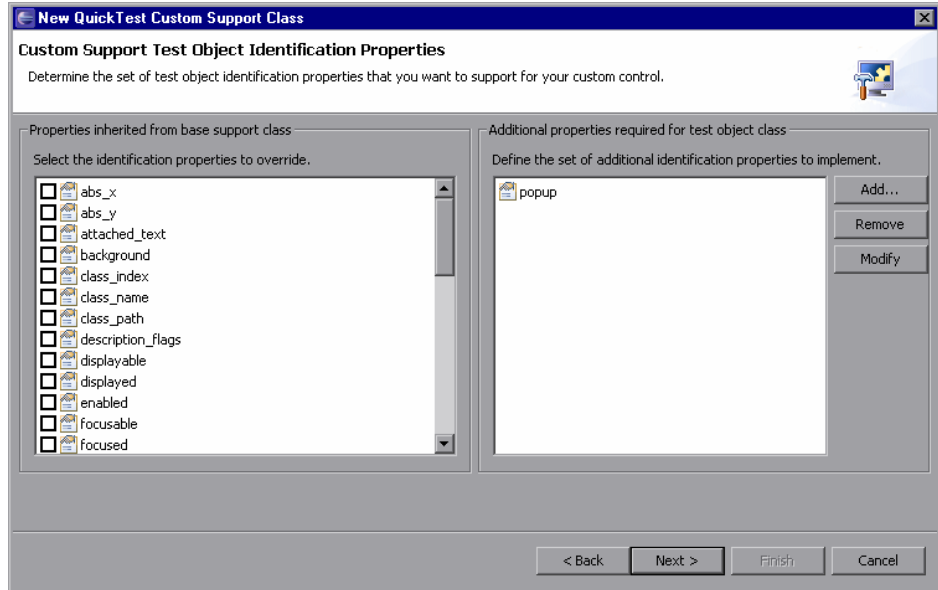 New QuickTest Custom Support Class
Custom Support Test Object Identification Properties
Determine the set of test object identification properties that you want to support for your custom control.
Properties inherited from base support class
Select the identification properties to override.
abs_x
abs_y
attached_text
background
class_index
class_name
class_path
description_flags
displayable
displayed
enabled
focusable
focused
Additional properties required for test object class
Define the set of additional identification properties to implement.
popup
Add...
Remove
Modify
< Back
Next >
Finish
Cancel